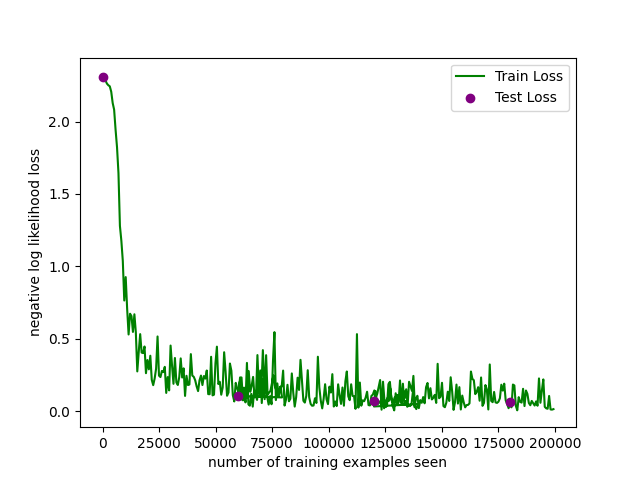 Train Loss
Test Loss
negative log likelihood loss
2.0
1.5
1.0
0.5
0.0
0 25000 50000 75000 100000 125000 150000 175000 200000
number of training examples seen